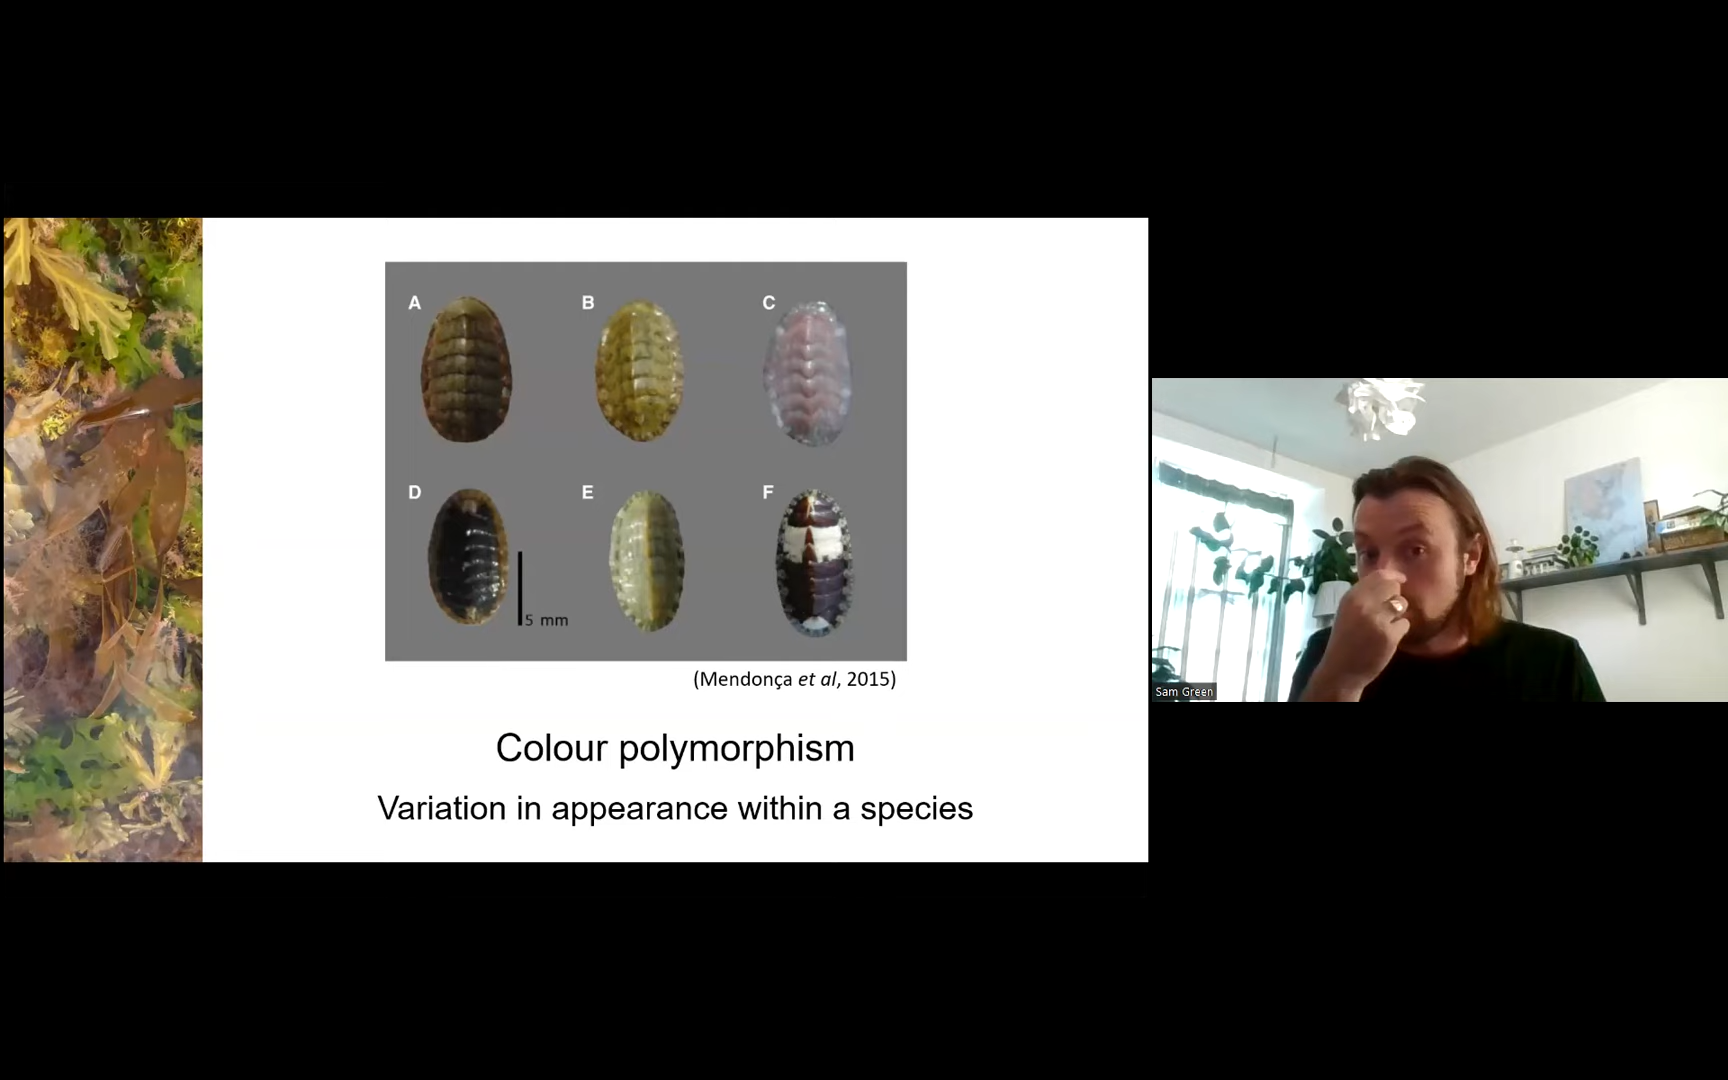 A
B
C
D
E
F
5 mm
(Mendonça et al, 2015)
Colour polymorphism
Variation in appearance within a species
Sam Green